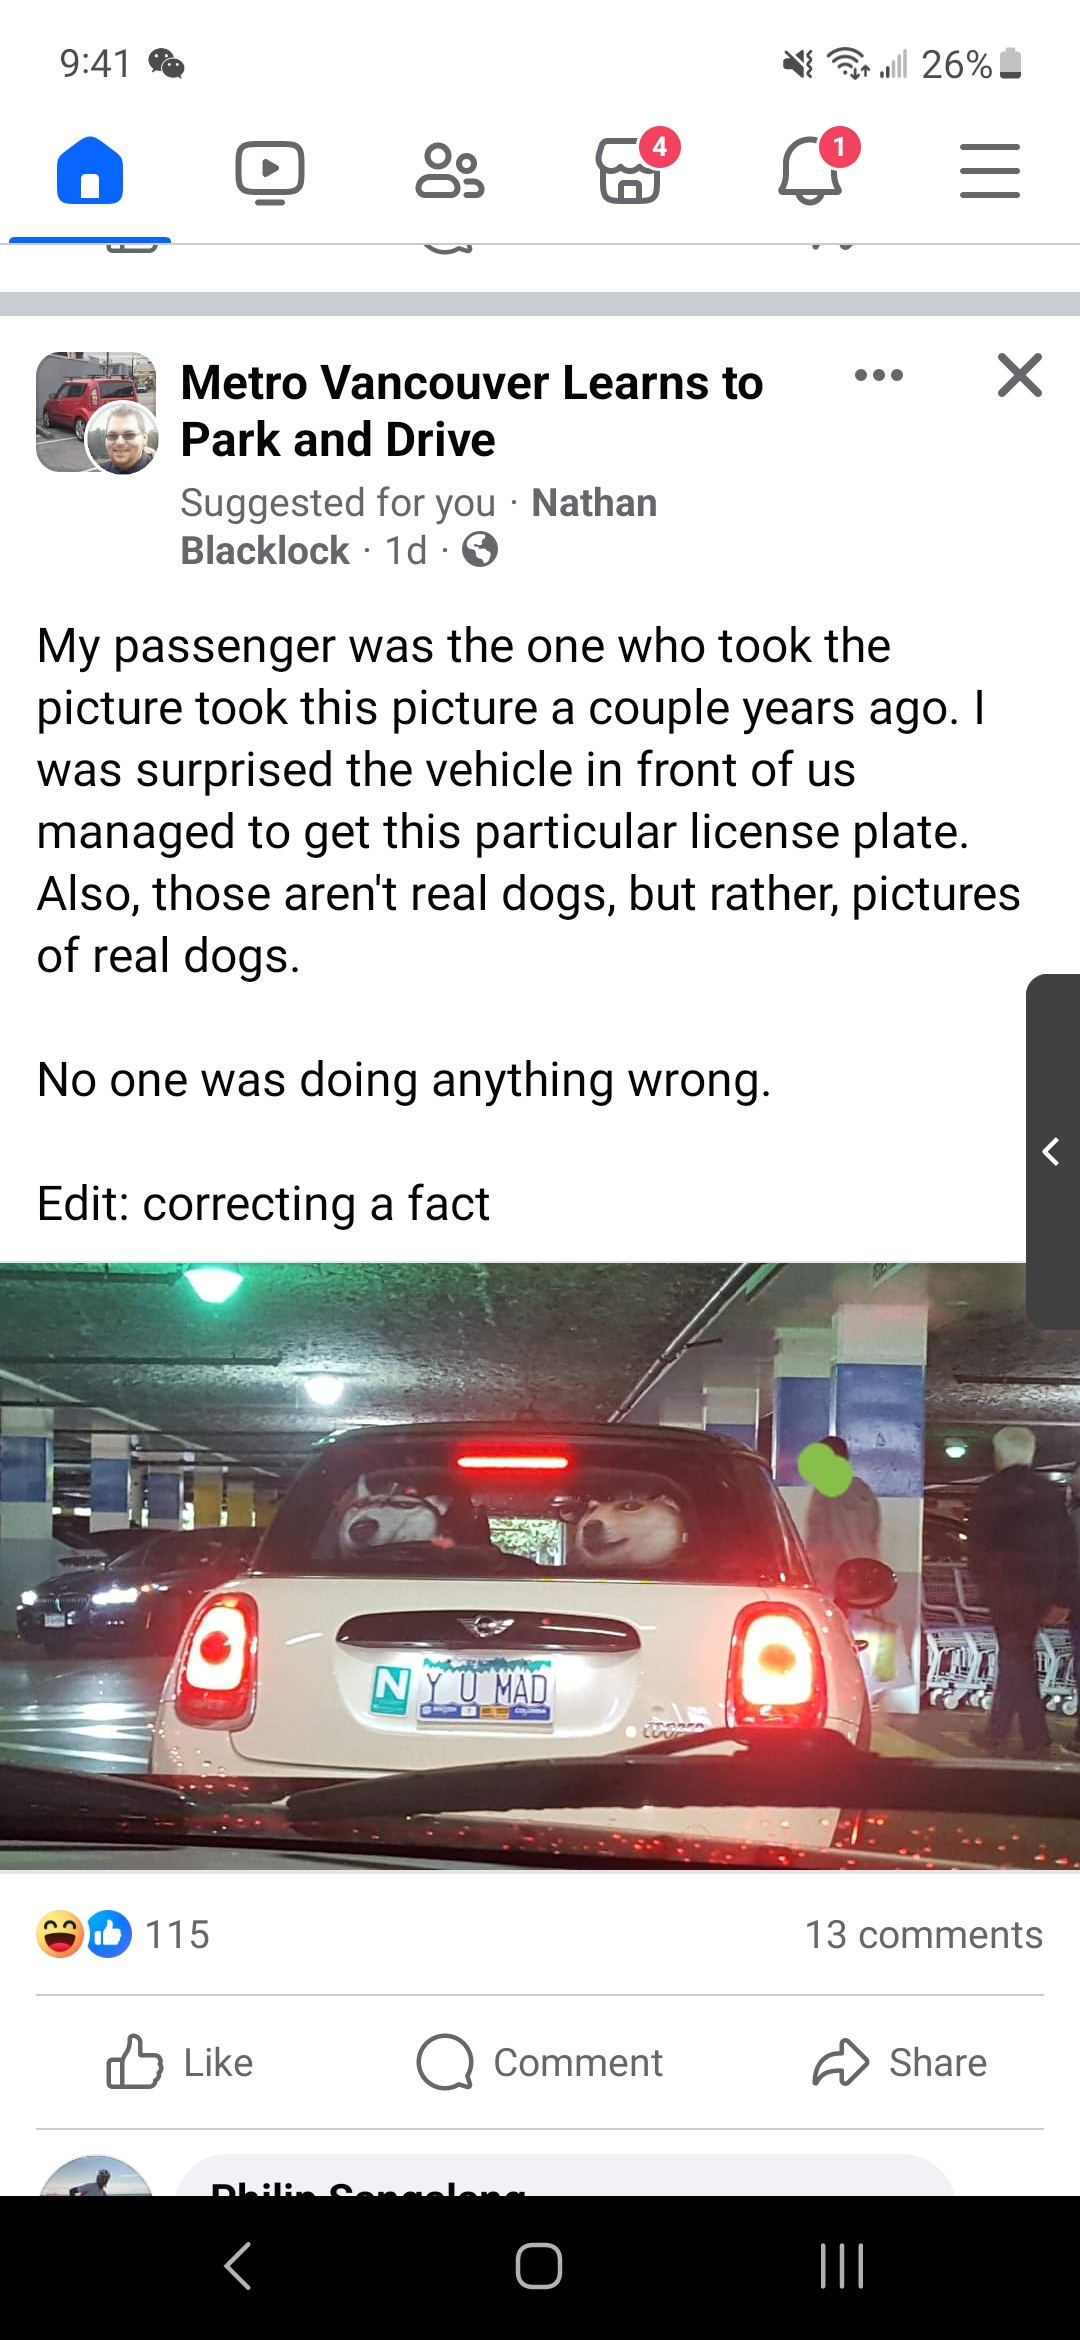 9:41
26%
4
1
Metro Vancouver Learns to
Park and Drive
Suggested for you · Nathan
Blacklock · 1d ·
My passenger was the one who took the
picture took this picture a couple years ago. I
was surprised the vehicle in front of us
managed to get this particular license plate.
Also, those aren't real dogs, but rather, pictures
of real dogs.
No one was doing anything wrong.
Edit: correcting a fact
N
Y U MAD
COOPER
115
13 comments
Like
Comment
Share